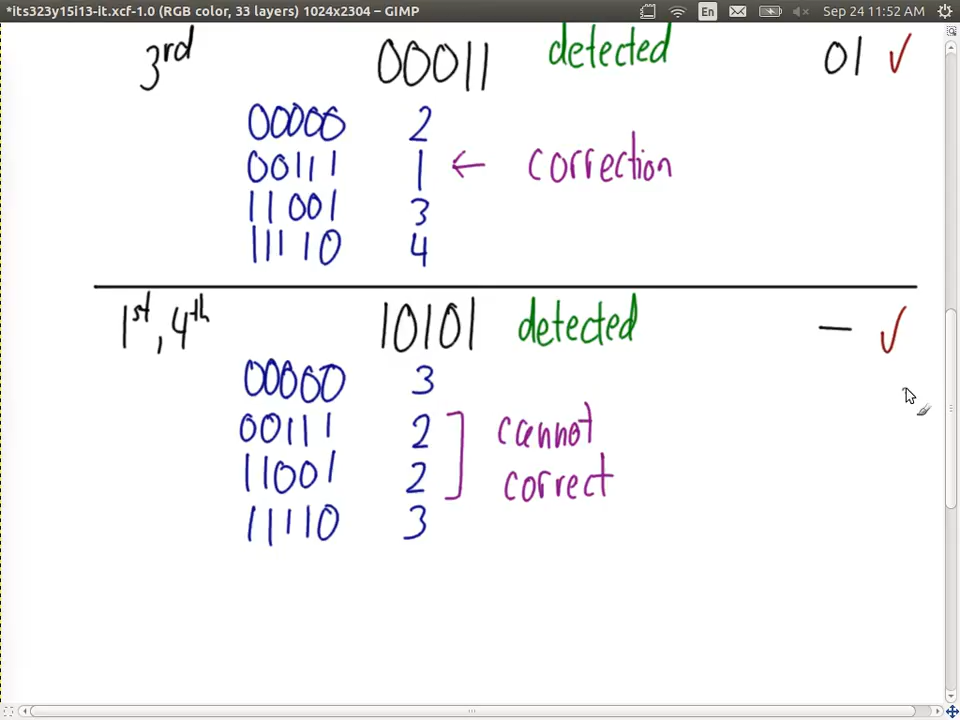 *its323y15i13-it.xcf-1.0 (RGB color, 33 layers) 1024x2304 – GIMP En Sep 24 11:52 AM
3rd 00011 detected 01 ✓
00000 2
00111 1 ← correction
11001 3
11110 4
1st, 4th 10101 detected — ✓
00000 3
00111 2 cannot
11001 2 correct
11110 3